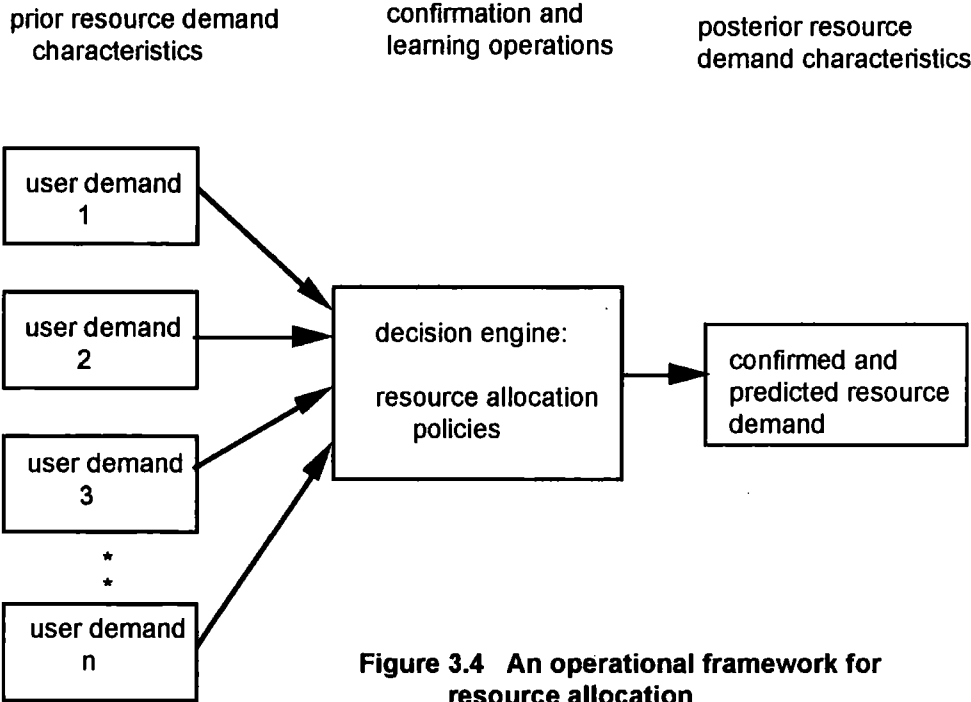 prior resource demand
characteristics
confirmation and
learning operations
posterior resource
demand characteristics
user demand
1
user demand
2
user demand
3
*
*
user demand
n
decision engine:
resource allocation
policies
confirmed and
predicted resource
demand
Figure 3.4 An operational framework for
resource allocation